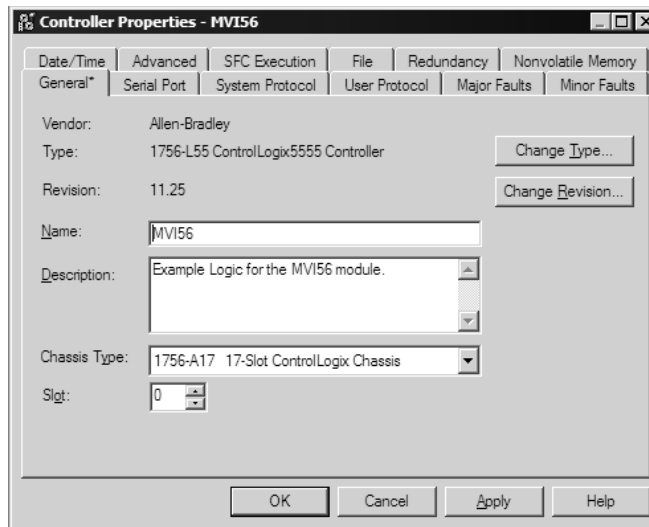 Controller Properties - MVI56
Date/Time Advanced SFC Execution File Redundancy Nonvolatile Memory
General* Serial Port System Protocol User Protocol Major Faults Minor Faults
Vendor: Allen-Bradley
Type: 1756-L55 ControlLogix5555 Controller Change Type...
Revision: 11.25 Change Revision...
Name: MVI56
Description: Example Logic for the MVI56 module.
Chassis Type: 1756-A17 17-Slot ControlLogix Chassis
Slot: 0
OK Cancel Apply Help